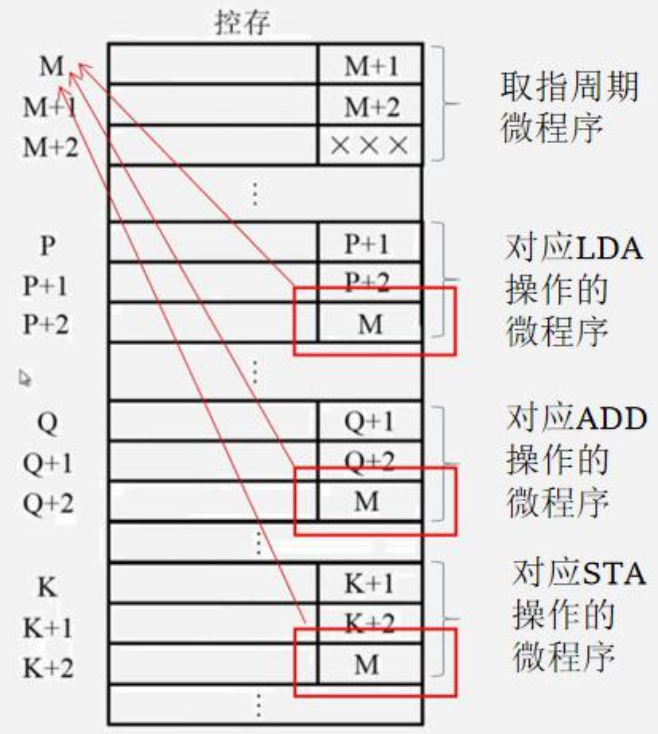 控存
M M+1
M+1 M+2
M+2 ×××
取指周期
微程序
⋮
P P+1
P+1 P+2
P+2 M
对应LDA
操作的
微程序
⋮
Q Q+1
Q+1 Q+2
Q+2 M
对应ADD
操作的
微程序
⋮
K K+1
K+1 K+2
K+2 M
对应STA
操作的
微程序
⋮